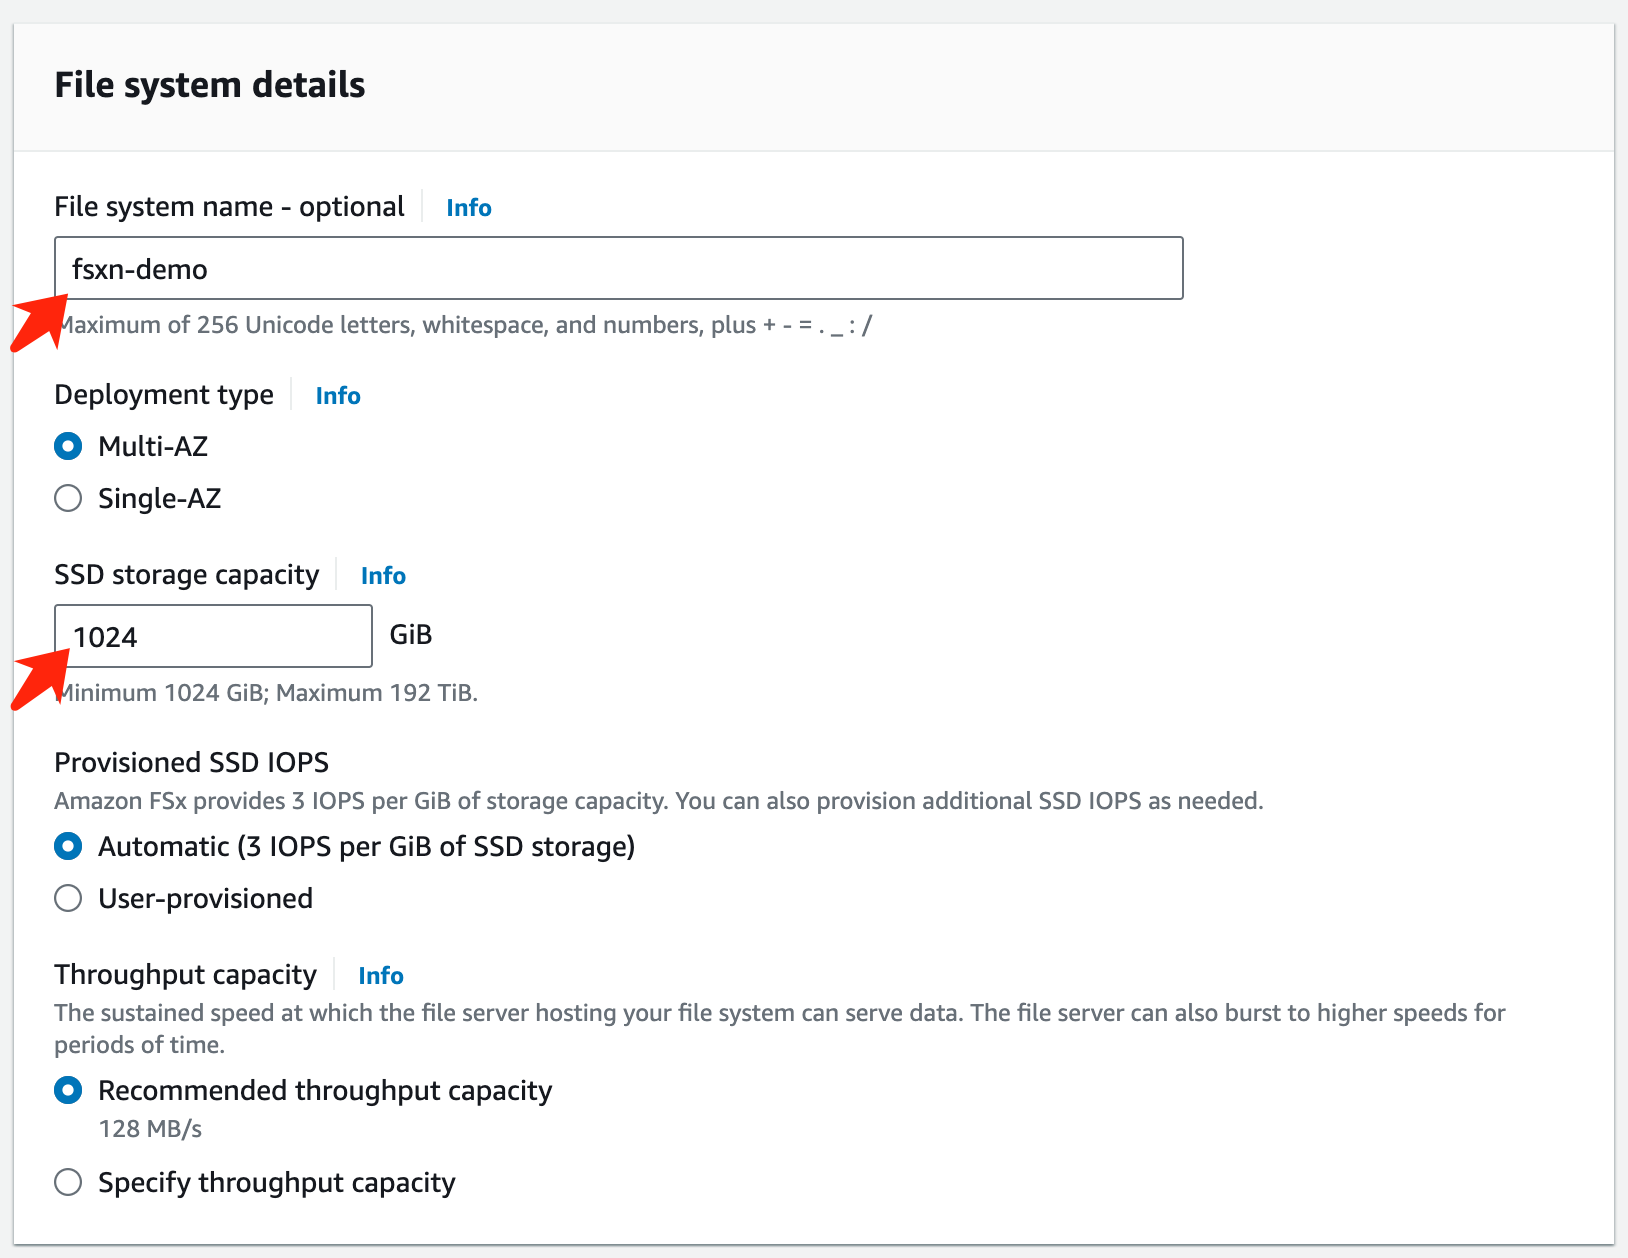 File system details
File system name - optional Info
fsxn-demo
Maximum of 256 Unicode letters, whitespace, and numbers, plus + - = . _ : /
Deployment type Info
Multi-AZ
Single-AZ
SSD storage capacity Info
1024 GiB
Minimum 1024 GiB; Maximum 192 TiB.
Provisioned SSD IOPS
Amazon FSx provides 3 IOPS per GiB of storage capacity. You can also provision additional SSD IOPS as needed.
Automatic (3 IOPS per GiB of SSD storage)
User-provisioned
Throughput capacity Info
The sustained speed at which the file server hosting your file system can serve data. The file server can also burst to higher speeds for
periods of time.
Recommended throughput capacity
128 MB/s
Specify throughput capacity